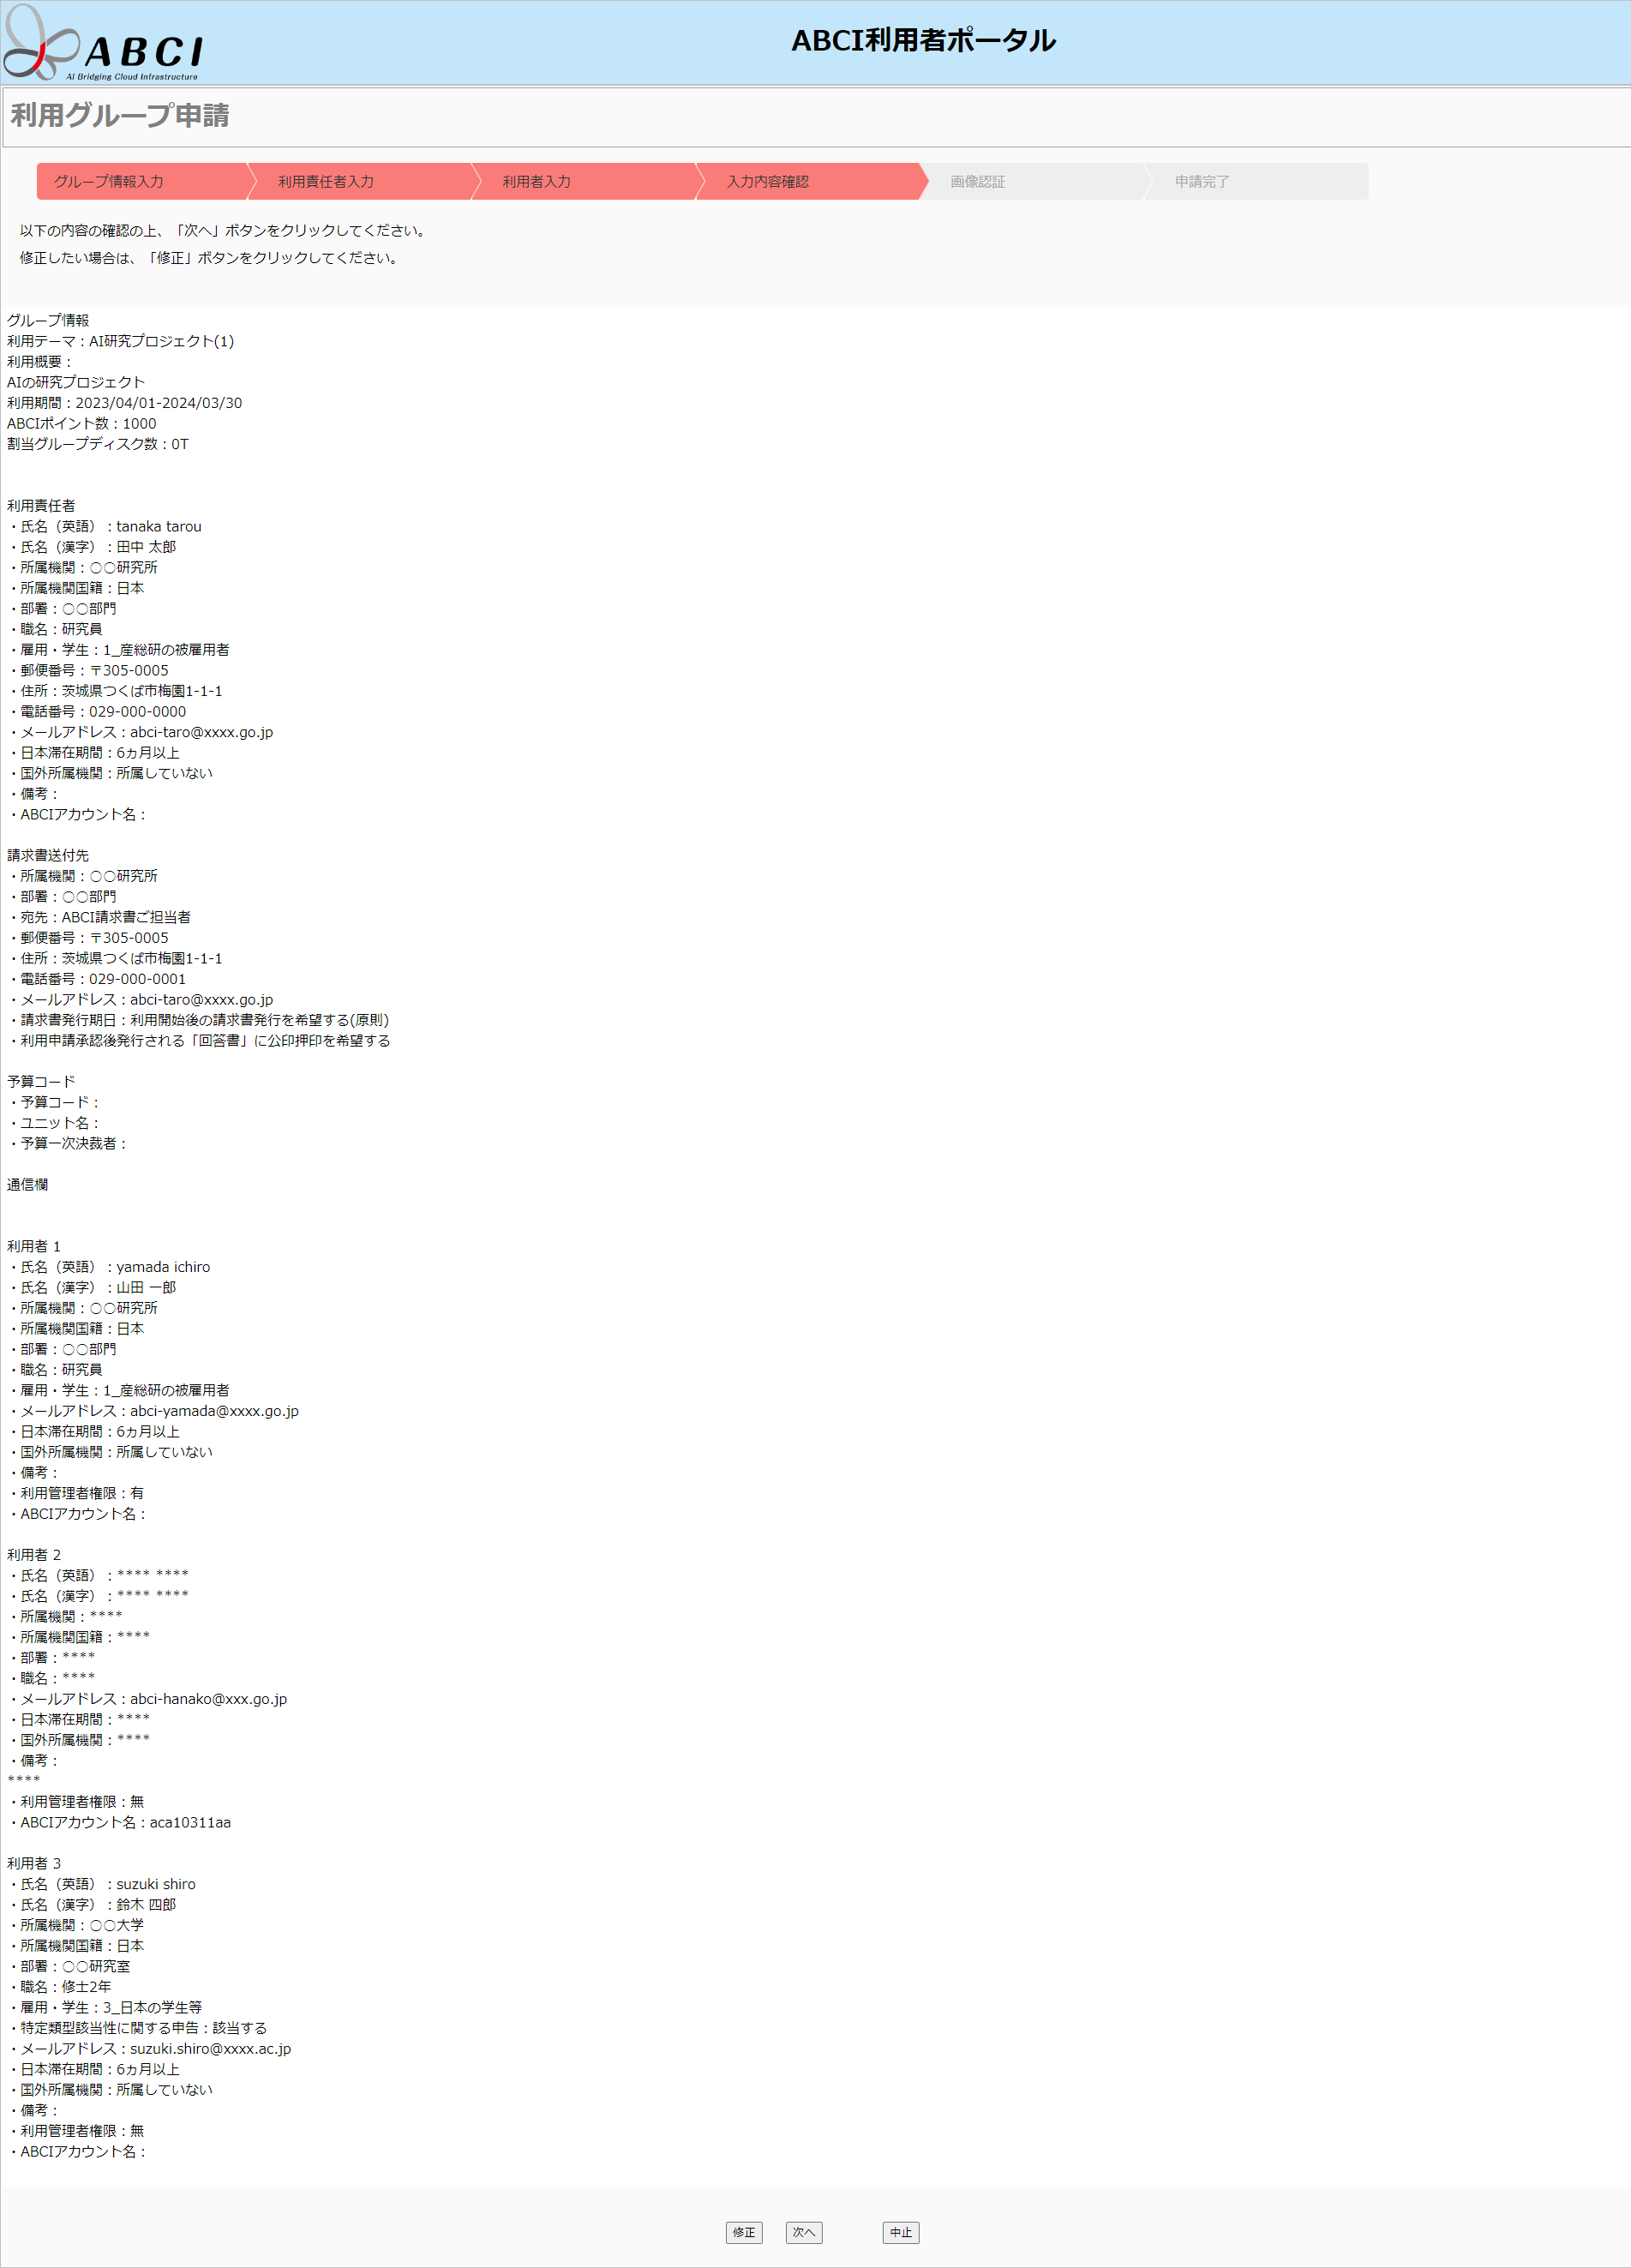 ABCI
AI Bridging Cloud Infrastructure
ABCI利用者ポータル
利用グループ申請
グループ情報入力
利用責任者入力
利用者入力
入力内容確認
画像認証
申請完了
以下の内容の確認の上、「次へ」ボタンをクリックしてください。
修正したい場合は、「修正」ボタンをクリックしてください。
グループ情報
利用テーマ：AI研究プロジェクト(1)
利用概要：
AIの研究プロジェクト
利用期間：2023/04/01-2024/03/30
ABCIポイント数：1000
割当グループディスク数：0T
利用責任者
・氏名（英語）：tanaka tarou
・氏名（漢字）：田中 太郎
・所属機関：○○研究所
・所属機関国籍：日本
・部署：○○部門
・職名：研究員
・雇用・学生：1_産総研の被雇用者
・郵便番号：〒305-0005
・住所：茨城県つくば市梅園1-1-1
・電話番号：029-000-0000
・メールアドレス：abci-taro@xxxx.go.jp
・日本滞在期間：6ヵ月以上
・国外所属機関：所属していない
・備考：
・ABCIアカウント名：
請求書送付先
・所属機関：○○研究所
・部署：○○部門
・宛先：ABCI請求書ご担当者
・郵便番号：〒305-0005
・住所：茨城県つくば市梅園1-1-1
・電話番号：029-000-0001
・メールアドレス：abci-taro@xxxx.go.jp
・請求書発行期日：利用開始後の請求書発行を希望する(原則)
・利用申請承認後発行される「回答書」に公印押印を希望する
予算コード
・予算コード：
・ユニット名：
・予算一次決裁者：
通信欄
利用者 1
・氏名（英語）：yamada ichiro
・氏名（漢字）：山田 一郎
・所属機関：○○研究所
・所属機関国籍：日本
・部署：○○部門
・職名：研究員
・雇用・学生：1_産総研の被雇用者
・メールアドレス：abci-yamada@xxxx.go.jp
・日本滞在期間：6ヵ月以上
・国外所属機関：所属していない
・備考：
・利用管理者権限：有
・ABCIアカウント名：
利用者 2
・氏名（英語）：**** ****
・氏名（漢字）：**** ****
・所属機関：****
・所属機関国籍：****
・部署：****
・職名：****
・メールアドレス：abci-hanako@xxx.go.jp
・日本滞在期間：****
・国外所属機関：****
・備考：
****
・利用管理者権限：無
・ABCIアカウント名：aca10311aa
利用者 3
・氏名（英語）：suzuki shiro
・氏名（漢字）：鈴木 四郎
・所属機関：○○大学
・所属機関国籍：日本
・部署：○○研究室
・職名：修士2年
・雇用・学生：3_日本の学生等
・特定類型該当性に関する申告：該当する
・メールアドレス：suzuki.shiro@xxxx.ac.jp
・日本滞在期間：6ヵ月以上
・国外所属機関：所属していない
・備考：
・利用管理者権限：無
・ABCIアカウント名：
修正
次へ
中止